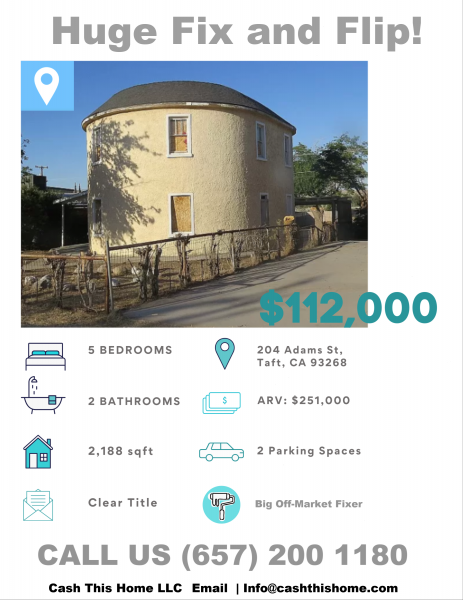 Huge Fix and Flip!
$112,000
5 BEDROOMS
204 Adams St,
Taft, CA 93268
2 BATHROOMS
$
ARV: $251,000
2,188 sqft
2 Parking Spaces
Clear Title
Big Off-Market Fixer
CALL US (657) 200 1180
Cash This Home LLC Email | Info@cashthishome.com